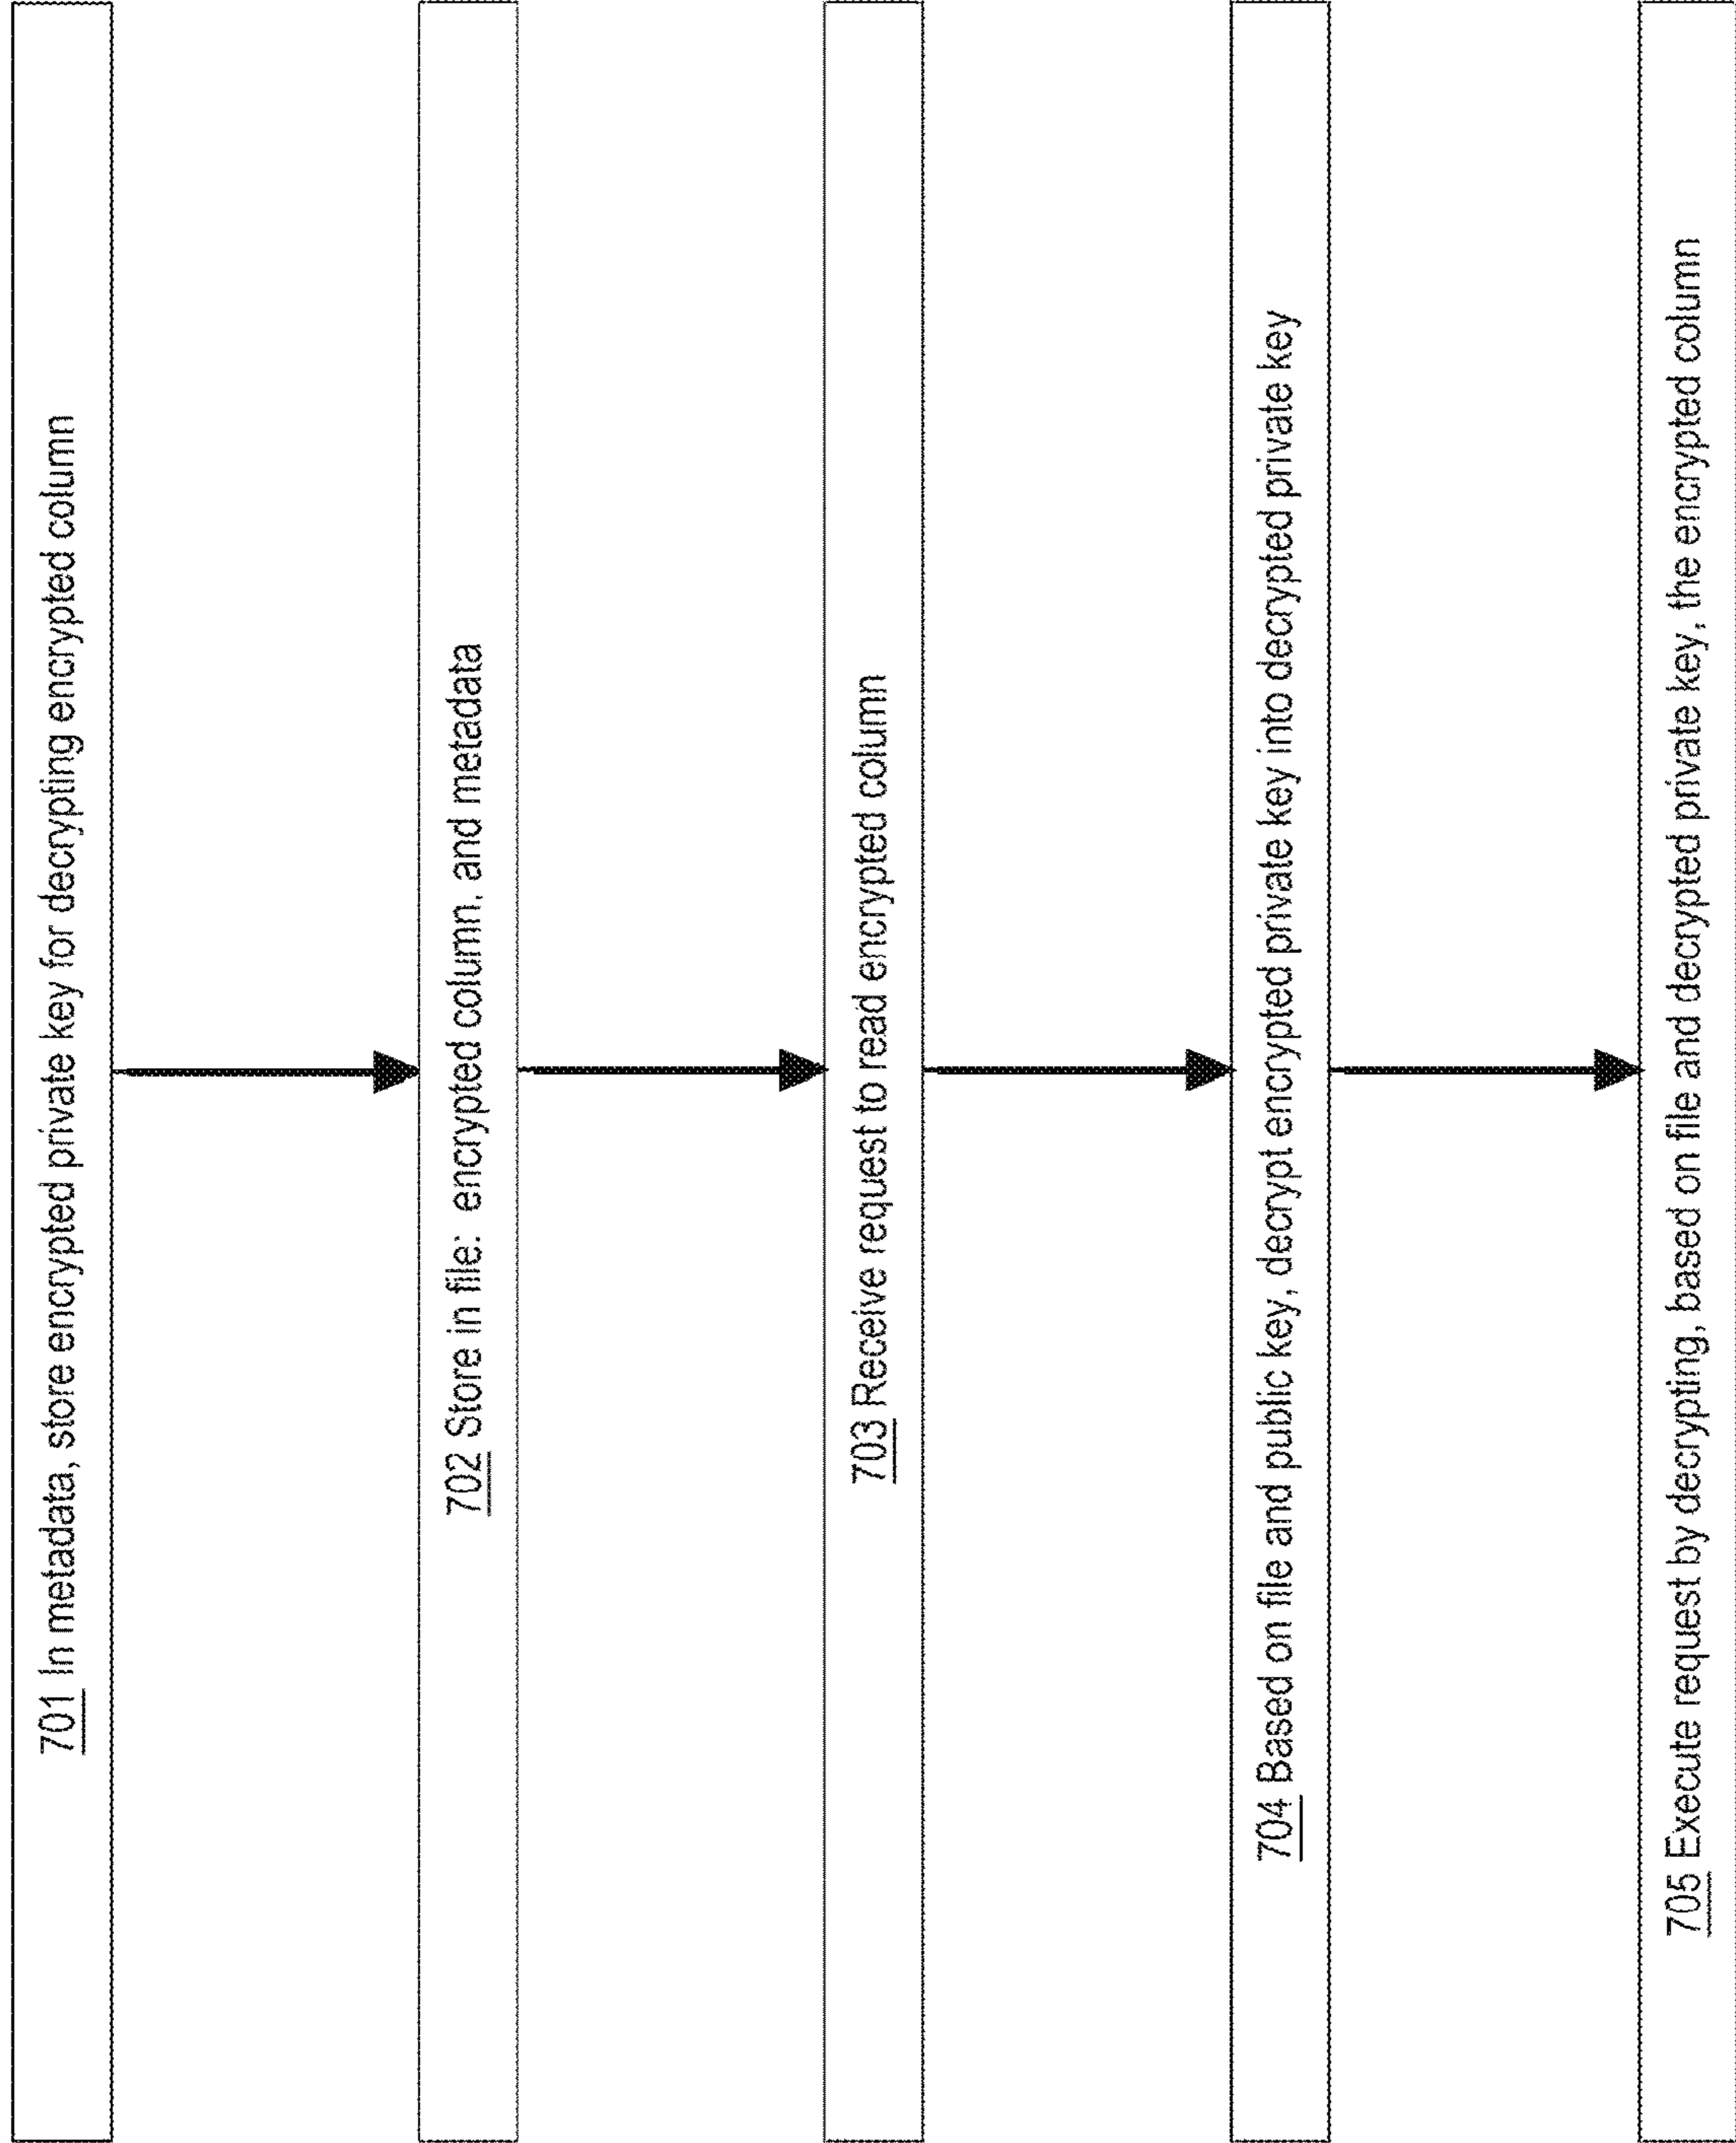 701 In metadata, store encrypted private key for decrypting encrypted column
702 Store in file: encrypted column, and metadata
703 Receive request to read encrypted column
704 Based on file and public key, decrypt encrypted private key into decrypted private key
705 Execute request by decrypting, based on file and decrypted private key, the encrypted column